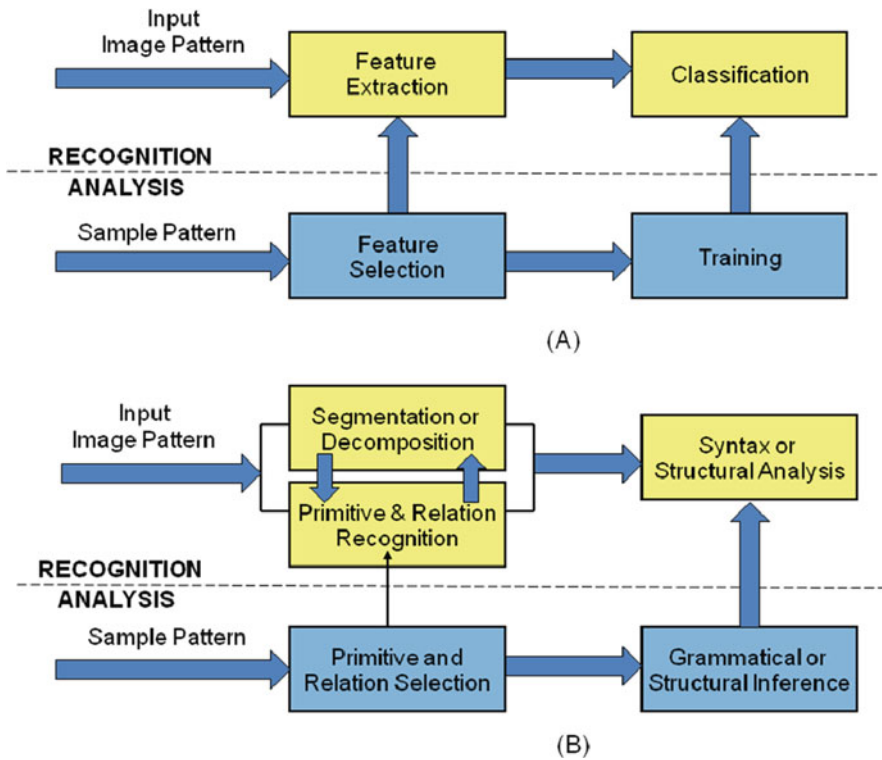 Input
Image Pattern
Feature
Extraction
Classification
RECOGNITION
ANALYSIS
Sample Pattern
Feature
Selection
Training
(A)
Input
Image Pattern
Segmentation or
Decomposition
Primitive & Relation
Recognition
Syntax or
Structural Analysis
RECOGNITION
ANALYSIS
Sample Pattern
Primitive and
Relation Selection
Grammatical or
Structural Inference
(B)